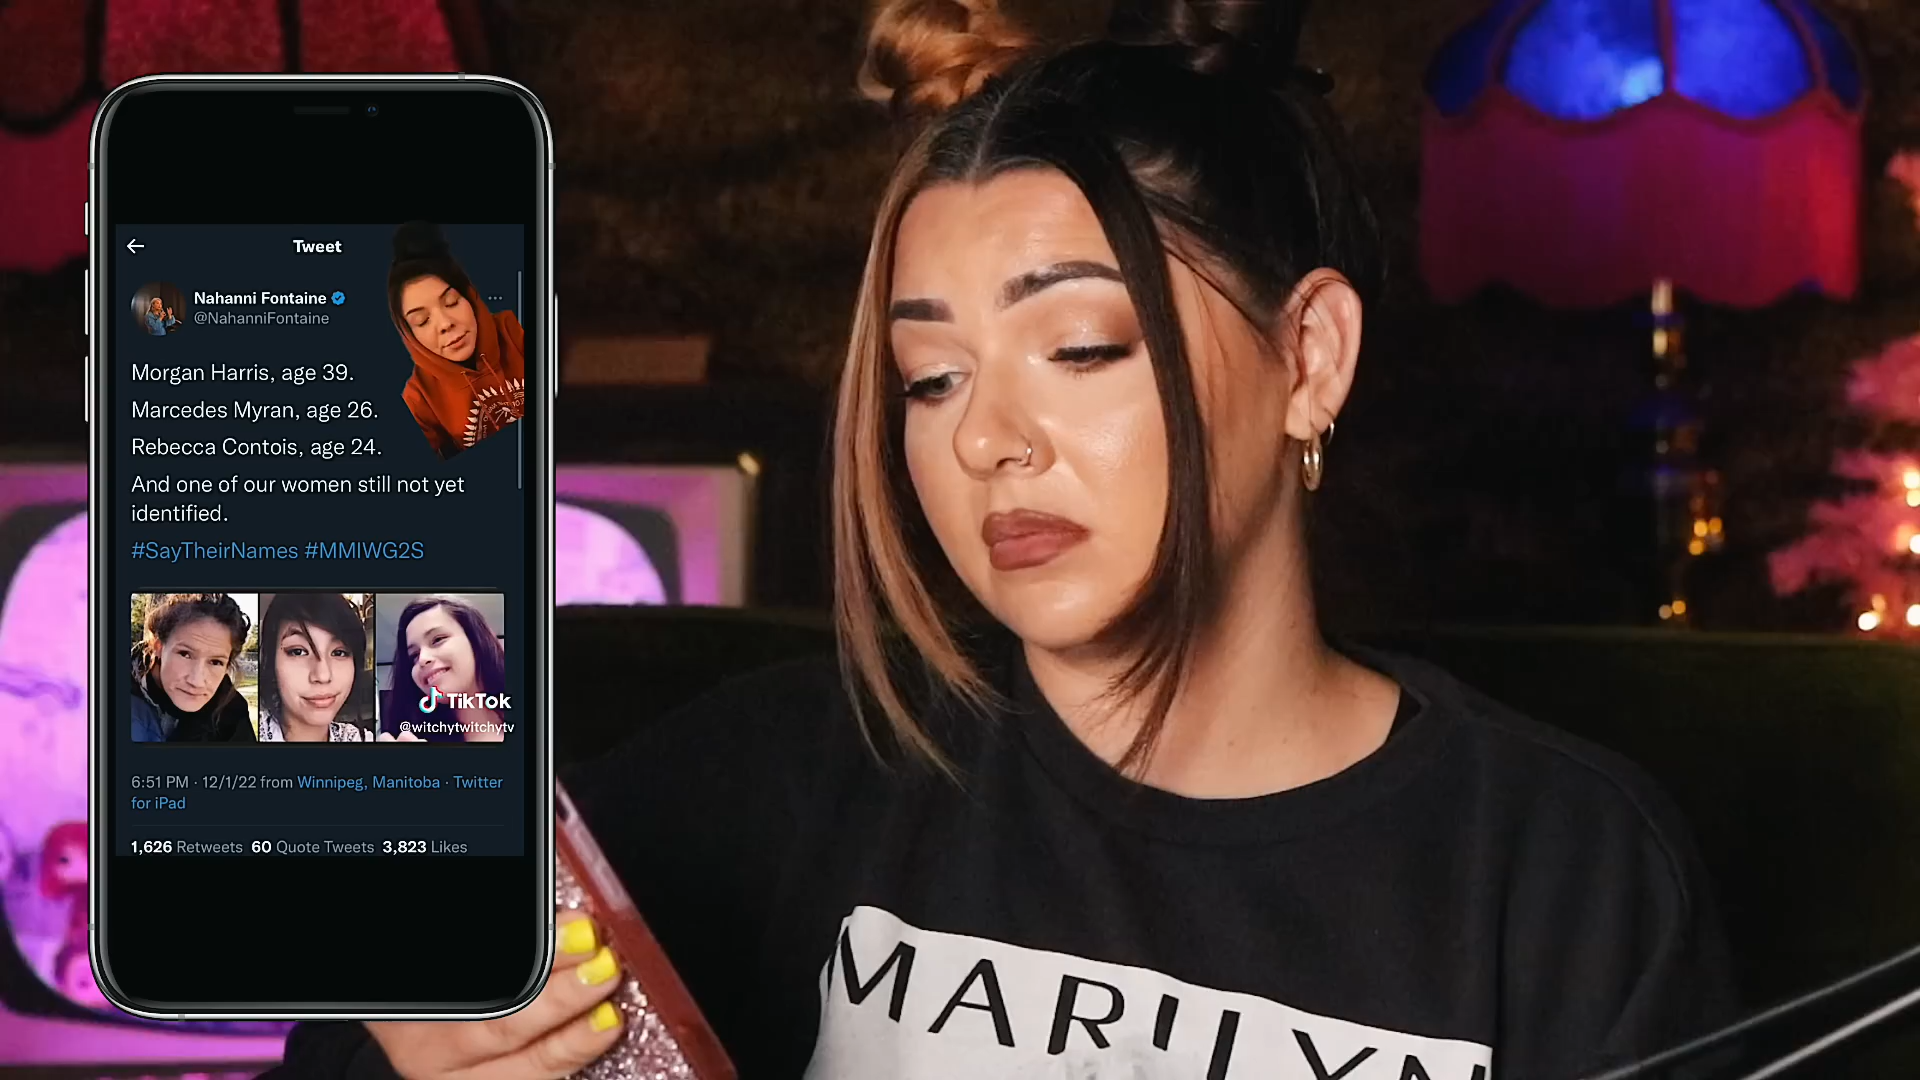 Tweet
Nahanni Fontaine
@NahanniFontaine
Morgan Harris, age 39.
Marcedes Myran, age 26.
Rebecca Contois, age 24.
And one of our women still not yet
identified.
#SayTheirNames #MMIWG2S
TikTok
@witchytwitchytv
6:51 PM · 12/1/22 from Winnipeg, Manitoba · Twitter
for iPad
1,626 Retweets 60 Quote Tweets 3,823 Likes
MARILYN